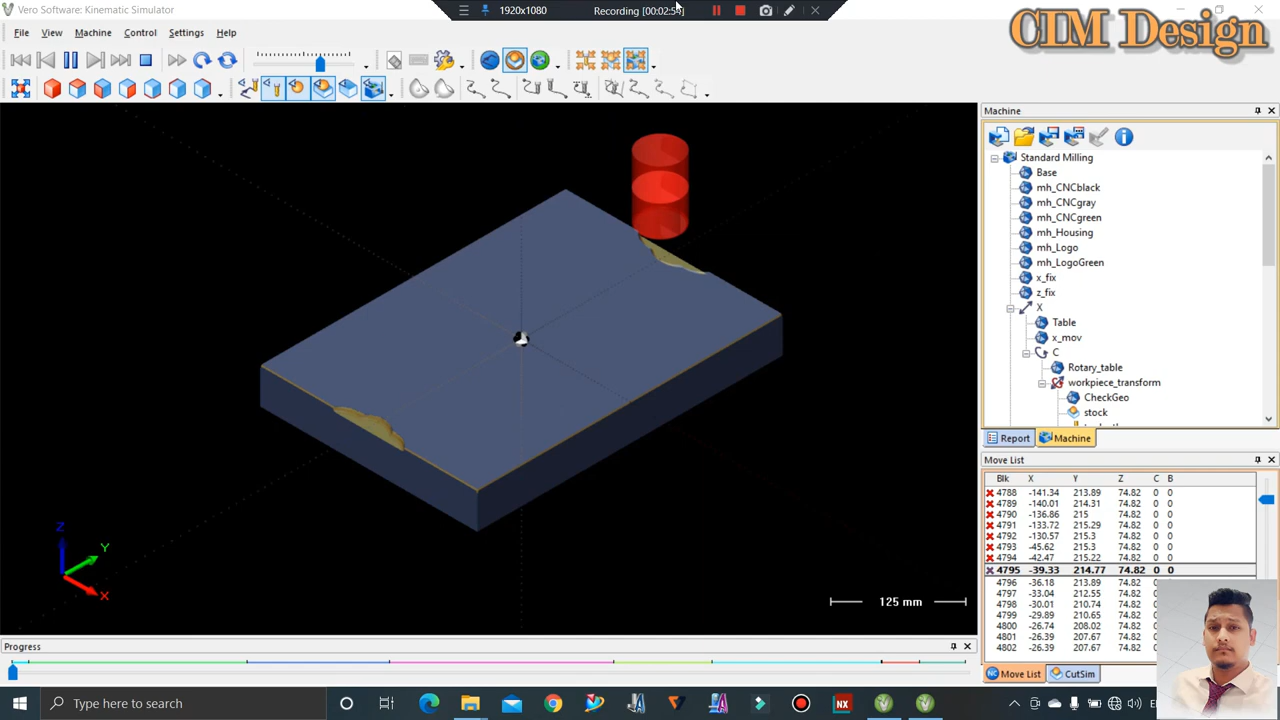 Vero Software: Kinematic Simulator
1920x1080
Recording [00:02:54]
CIM Design
File View Machine Control Settings Help
Machine
Standard Milling
Base
mh_CNCblack
mh_CNCgray
mh_CNCgreen
mh_Housing
mh_Logo
mh_LogoGreen
x_fix
z_fix
X
Table
x_mov
C
Rotary_table
workpiece_transform
CheckGeo
stock
Report Machine
Move List
Blk X Y Z C B
4788 -141.34 213.89 74.82 0 0
4789 -140.01 214.31 74.82 0 0
4790 -136.86 215 74.82 0 0
4791 -133.72 215.29 74.82 0 0
4792 -130.57 215.3 74.82 0 0
4793 -45.62 215.3 74.82 0 0
4794 -42.47 215.22 74.82 0 0
4795 -39.33 214.77 74.82 0 0
4796 -36.18 213.89 74.82 0 0
4797 -33.04 212.55 74.82
4798 -30.01 210.74 74.82
4799 -29.89 210.65 74.82
4800 -26.74 208.02 74.82
4801 -26.39 207.67 74.82
4802 -26.39 207.67 74.82
Z
Y
X
125 mm
Progress
Move List CutSim
Type here to search
NX